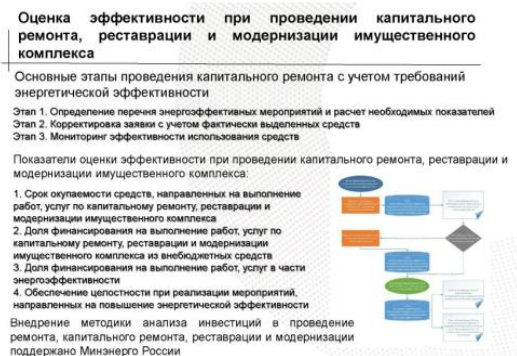 Оценка эффективности при проведении капитального
ремонта, реставрации и модернизации имущественного
комплекса
Основные этапы проведения капитального ремонта с учетом требований
энергетической эффективности
Этап 1. Определение перечня энергоэффективных мероприятий и расчет необходимых показателей
Этап 2. Корректировка заявки с учетом фактически выделенных средств
Этап 3. Мониторинг эффективности использования средств
Показатели оценки эффективности при проведении капитального ремонта, реставрации и
модернизации имущественного комплекса:
1. Срок окупаемости средств, направленных на выполнение
работ, услуг по капитальному ремонту, реставрации и
модернизации имущественного комплекса
2. Доля финансирования на выполнение работ, услуг по
капитальному ремонту, реставрации и модернизации
имущественного комплекса из внебюджетных средств
3. Доля финансирования на выполнение работ, услуг в части
энергоэффективности
4. Обеспечение целостности при реализации мероприятий,
направленных на повышение энергетической эффективности
Внедрение методики анализа инвестиций в проведение
ремонта, капитального ремонта, реставрации и модернизации
поддержано Минэнерго России